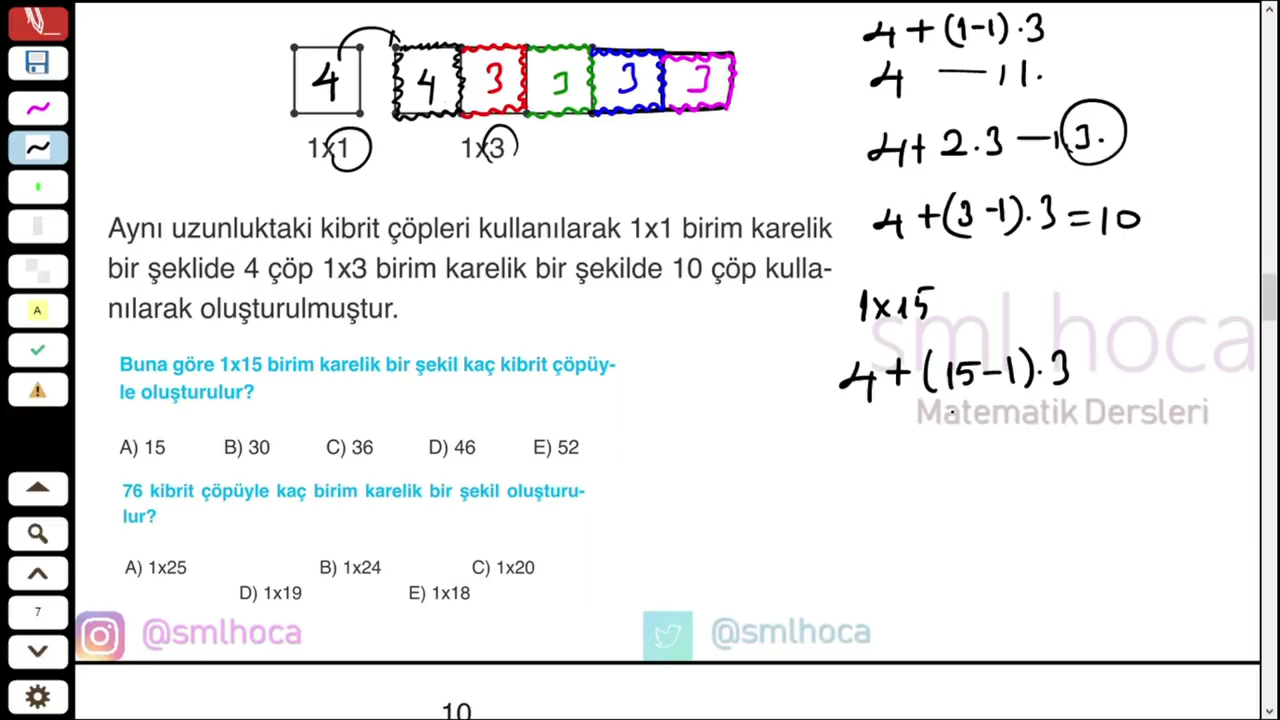 4 4 3 3 3 3
1x1 1x3
4 + (1-1) . 3
4 — 11.
4 + 2 . 3 — 1 3.
4 + (3 -1) . 3 = 10
Aynı uzunluktaki kibrit çöpleri kullanılarak 1x1 birim karelik
bir şeklide 4 çöp 1x3 birim karelik bir şekilde 10 çöp kulla-
nılarak oluşturulmuştur.
1x15
4 + (15-1) . 3
sml hoca
Matematik Dersleri
Buna göre 1x15 birim karelik bir şekil kaç kibrit çöpüy-
le oluşturulur?
A) 15 B) 30 C) 36 D) 46 E) 52
76 kibrit çöpüyle kaç birim karelik bir şekil oluşturu-
lur?
A) 1x25 B) 1x24 C) 1x20
D) 1x19 E) 1x18
@smlhoca @smlhoca
10
A
7